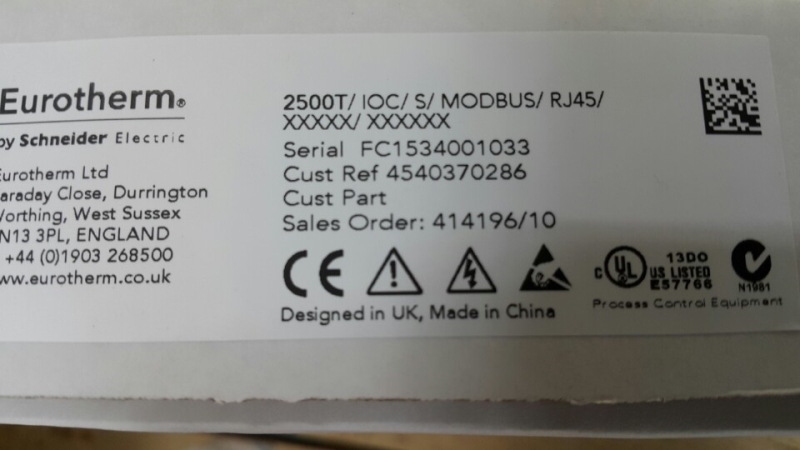 Eurotherm®
by Schneider Electric
Eurotherm Ltd
araday Close, Durrington
Worthing, West Sussex
N13 3PL, ENGLAND
+44 (0)1903 268500
www.eurotherm.co.uk
2500T/ IOC/ S/ MODBUS/ RJ45/
XXXXX/ XXXXXX
Serial FC1534001033
Cust Ref 4540370286
Cust Part
Sales Order: 414196/10
CE
Designed in UK, Made in China
c UL US LISTED
13DO
E57766
Process Control Equipment
N1981